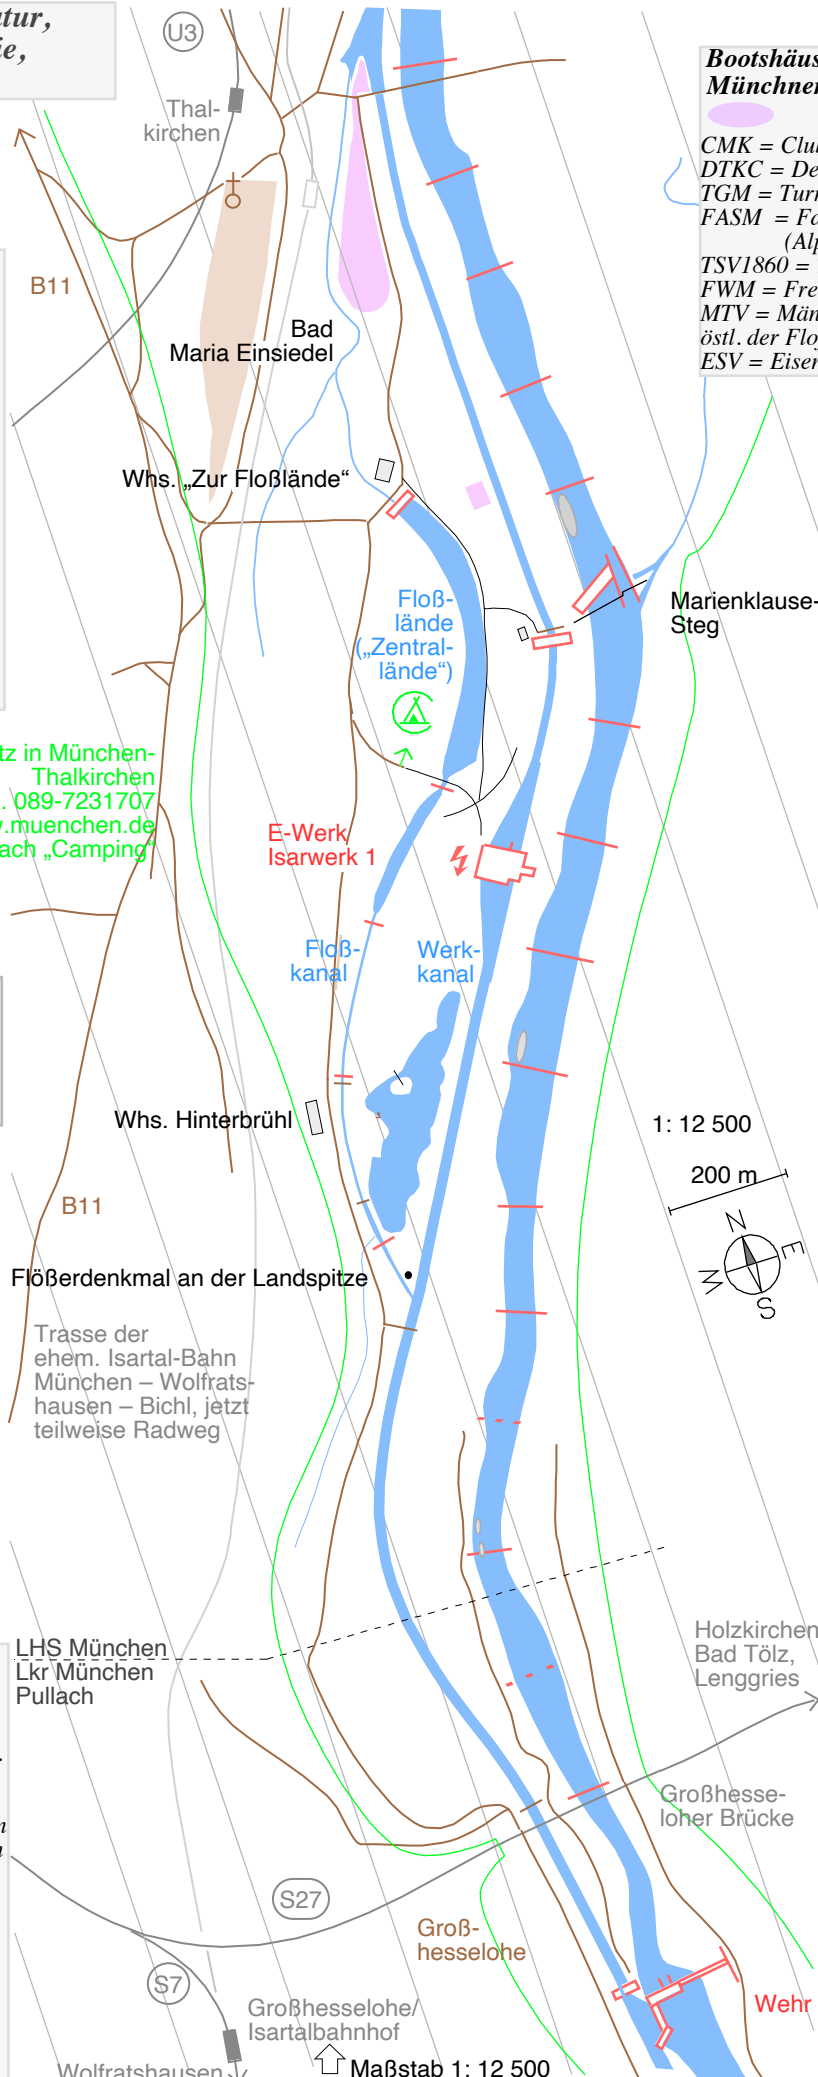 U3
Thal-
kirchen
Bootshäus
Münchner
CMK = Club
DTKC = De
TGM = Turn
FASM = Fa
(Alp
TSV1860 =
FWM = Fre
MTV = Män
östl. der Flo
ESV = Eisen
B11
Bad
Maria Einsiedel
Whs. „Zur Floßlände“
Floß-
lände
(„Zentral-
lände“)
Marienklause-
Steg
tz in München-
Thalkirchen
. 089-7231707
.muenchen.de
ach „Camping“
E-Werk
Isarwerk 1
Floß-
kanal
Werk-
kanal
Whs. Hinterbrühl
1: 12 500
200 m
N
E
S
W
B11
Flößerdenkmal an der Landspitze
Trasse der
ehem. Isartal-Bahn
München – Wolfrats-
hausen – Bichl, jetzt
teilweise Radweg
LHS München
Lkr München
Pullach
Holzkirchen
Bad Tölz,
Lenggries
Großhesse-
loher Brücke
S27
Groß-
hesselohe
S7
Großhesselohe/
Isartalbahnhof
Wehr
Wolfratshausen
Maßstab 1: 12 500